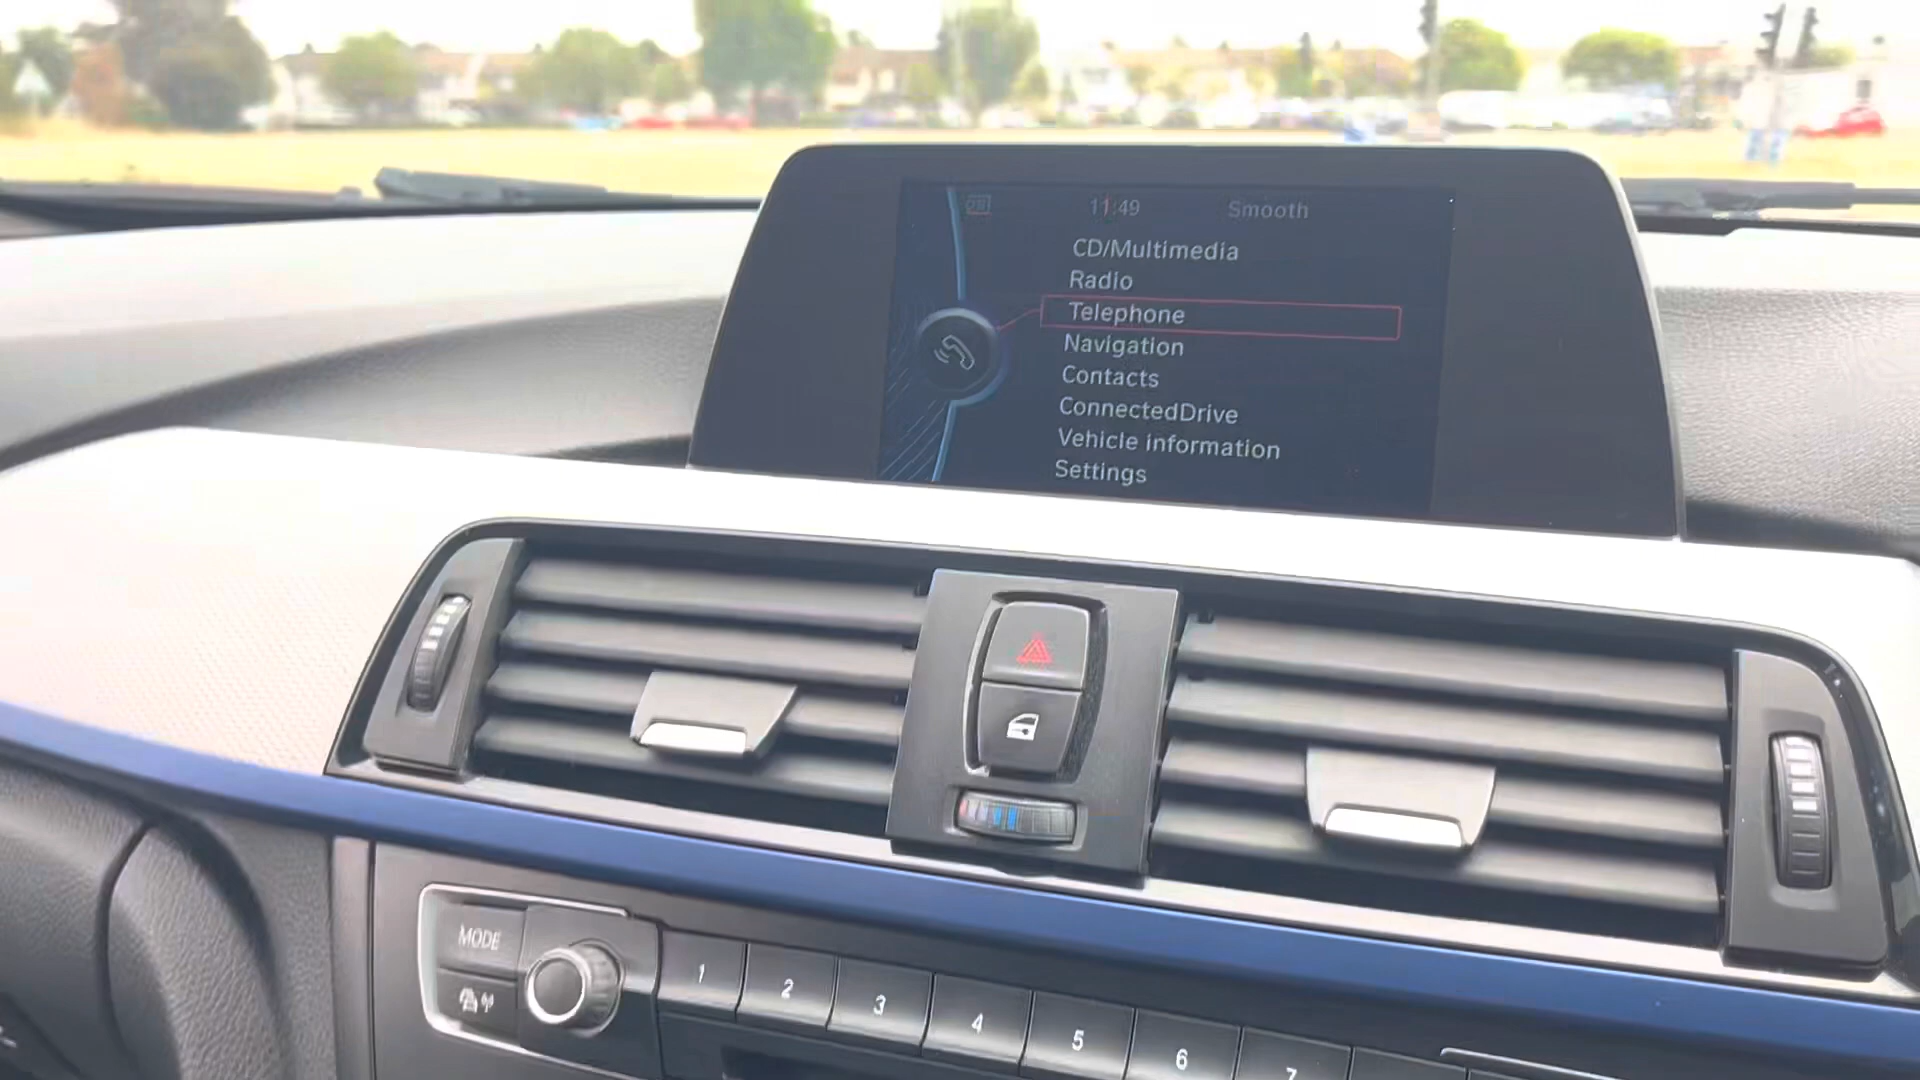 11:49 Smooth
CD/Multimedia
Radio
Telephone
Navigation
Contacts
ConnectedDrive
Vehicle information
Settings
MODE
1 2 3 4 5 6 7